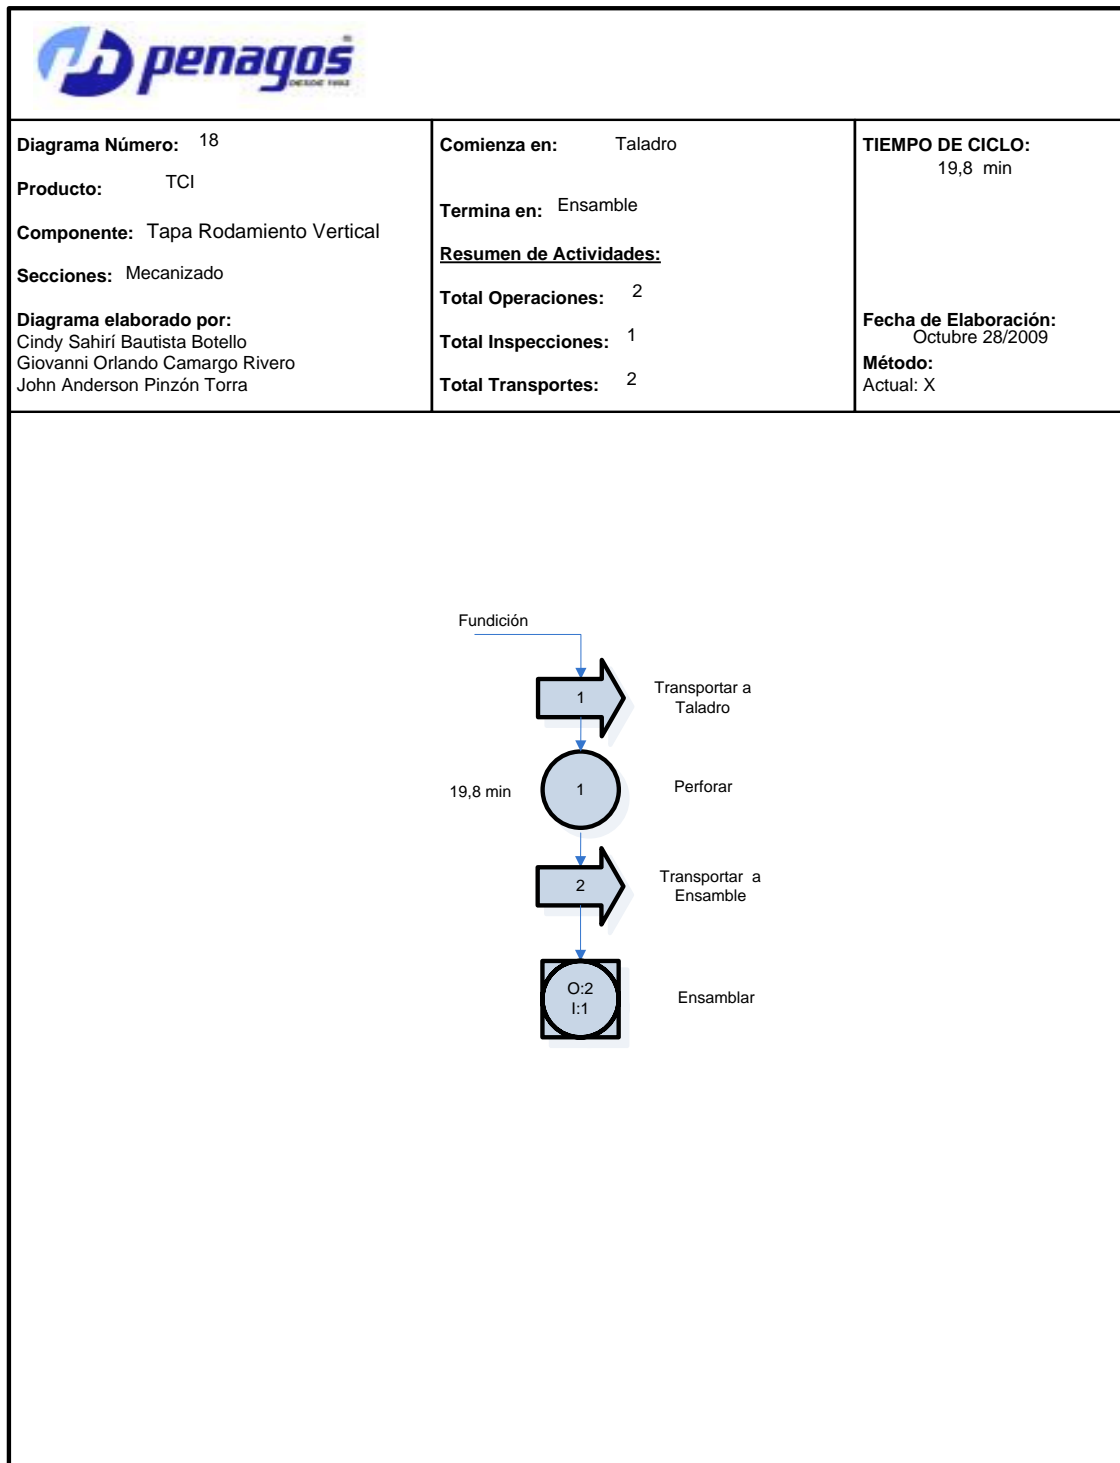 penagos
DESDE 1892
Diagrama Número: 18
Producto: TCI
Componente: Tapa Rodamiento Vertical
Secciones: Mecanizado
Diagrama elaborado por:
Cindy Sahirí Bautista Botello
Giovanni Orlando Camargo Rivero
John Anderson Pinzón Torra
Comienza en: Taladro
Termina en: Ensamble
Resumen de Actividades:
Total Operaciones: 2
Total Inspecciones: 1
Total Transportes: 2
TIEMPO DE CICLO:
19,8 min
Fecha de Elaboración:
Octubre 28/2009
Método:
Actual: X
Fundición
1
Transportar a
Taladro
19,8 min
1
Perforar
2
Transportar a
Ensamble
O:2
I:1
Ensamblar